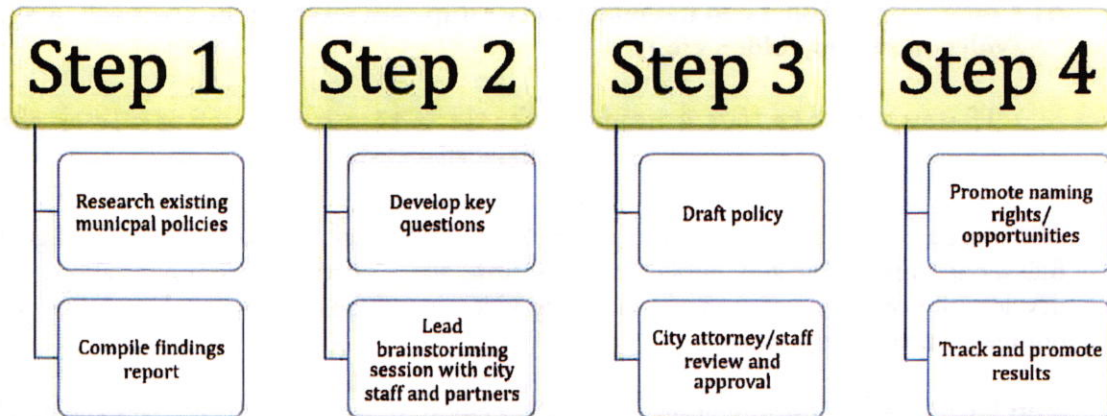 Step 1
Research existing
municpal policies
Compile findings
report
Step 2
Develop key
questions
Lead
brainstoriming
session with city
staff and partners
Step 3
Draft policy
City attorney/staff
review and
approval
Step 4
Promote naming
rights/
opportunities
Track and promote
results